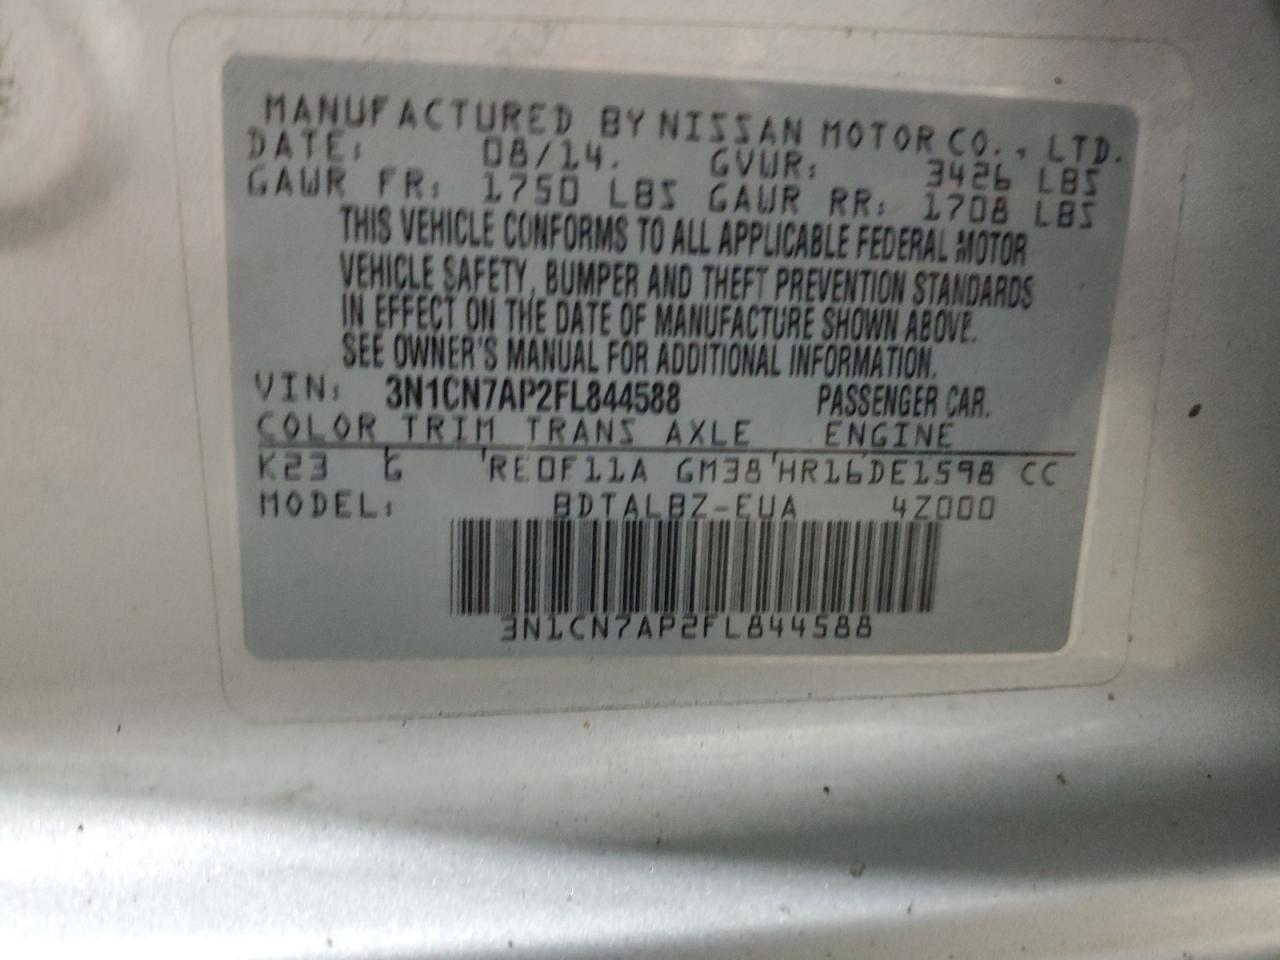 MANUFACTURED BY NISSAN MOTOR CO., LTD.
DATE: 08/14. GVWR: 3426 LBS
GAWR FR: 1750 LBS GAWR RR: 1708 LBS
THIS VEHICLE CONFORMS TO ALL APPLICABLE FEDERAL MOTOR
VEHICLE SAFETY, BUMPER AND THEFT PREVENTION STANDARDS
IN EFFECT ON THE DATE OF MANUFACTURE SHOWN ABOVE.
SEE OWNER'S MANUAL FOR ADDITIONAL INFORMATION.
VIN: 3N1CN7AP2FL844588 PASSENGER CAR.
COLOR TRIM TRANS AXLE ENGINE
K23 G RE0F11A GM38 HR16DE1598 CC
MODEL: BDTALBZ-EUA 4Z000
3N1CN7AP2FL844588